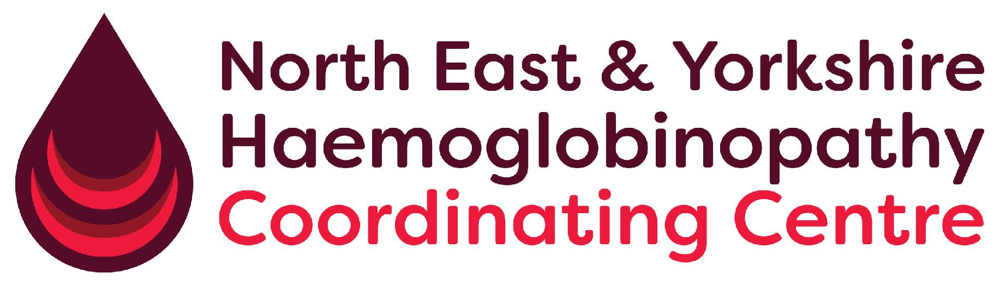 North East & Yorkshire
Haemoglobinopathy
Coordinating Centre